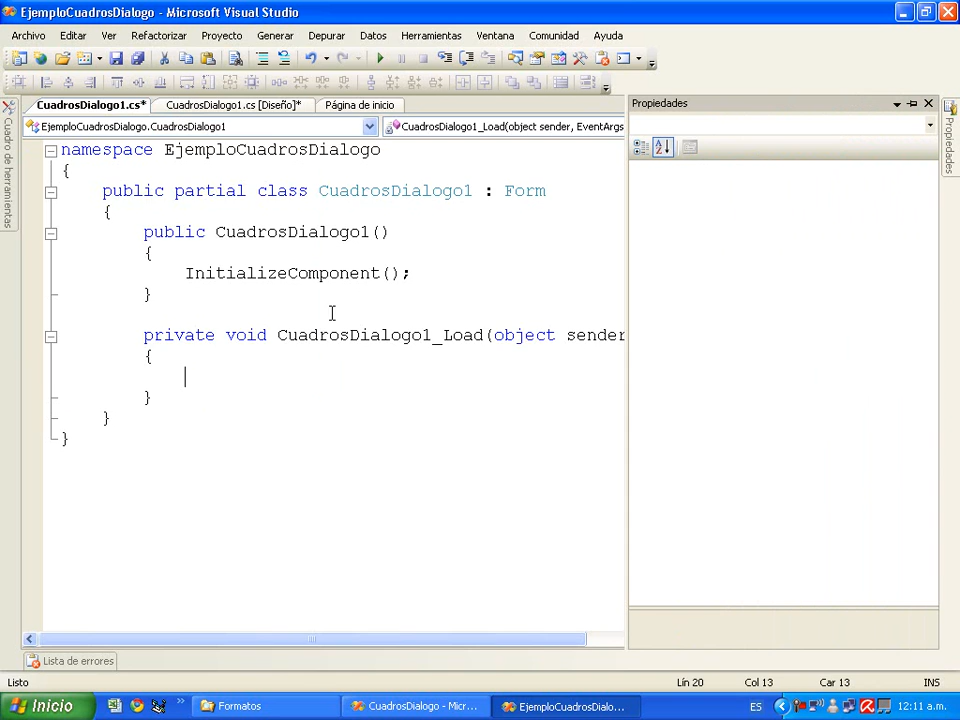 EjemploCuadrosDialogo - Microsoft Visual Studio
Archivo Editar Ver Refactorizar Proyecto Generar Depurar Datos Herramientas Ventana Comunidad Ayuda
CuadrosDialogo1.cs* CuadrosDialogo1.cs [Diseño]* Página de inicio
Propiedades
EjemploCuadrosDialogo.CuadrosDialogo1 CuadrosDialogo1_Load(object sender, EventArgs
Cuadro de herramientas
Propiedades
namespace EjemploCuadrosDialogo
{
public partial class CuadrosDialogo1 : Form
{
public CuadrosDialogo1()
{
InitializeComponent();
}
private void CuadrosDialogo1_Load(object sender
{
}
}
}
Lista de errores
Listo Lín 20 Col 13 Car 13 INS
Inicio Formatos CuadrosDialogo - Micr... EjemploCuadrosDialo... ES 12:11 a.m.